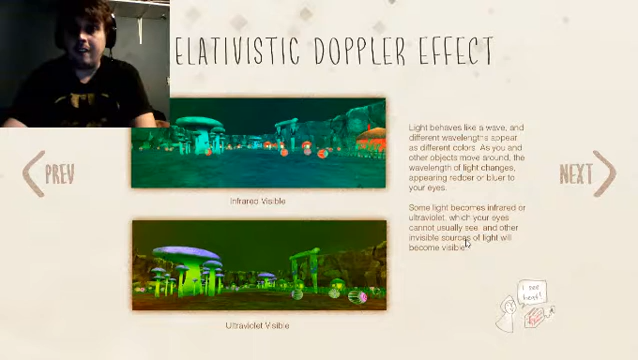 ELATIVISTIC DOPPLER EFFECT
Light behaves like a wave, and
different wavelengths appear
as different colors. As you and
other objects move around, the
wavelength of light changes,
appearing redder or bluer to
your eyes.
PREV
NEXT
Infrared Visible
Some light becomes infrared or
ultraviolet, which your eyes
cannot usually see, and other
invisible sources of light will
become visible.
I see
heat!
Ultraviolet Visible